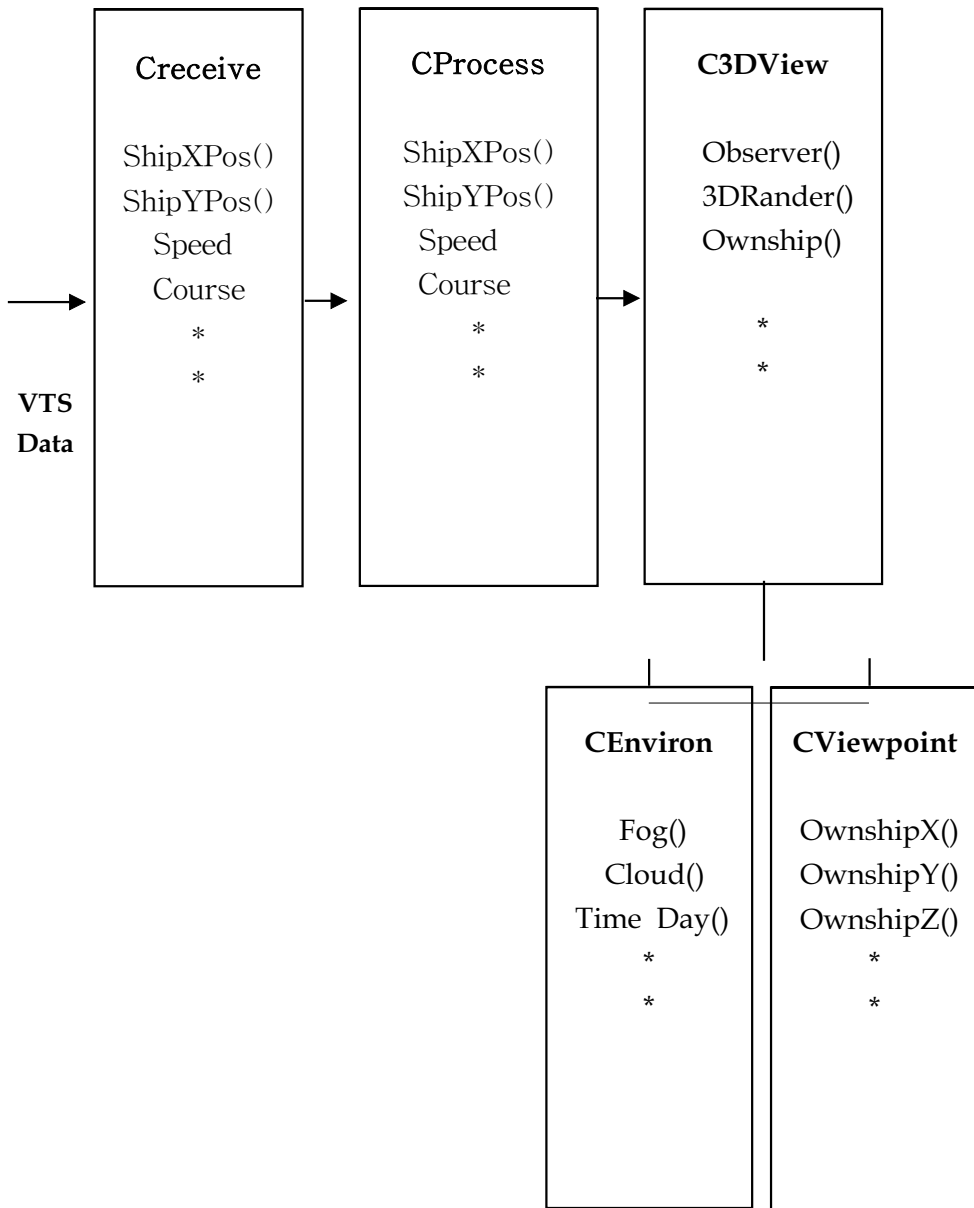 Creceive
ShipXPos()
ShipYPos()
Speed
Course
*
*
VTS
Data
CProcess
ShipXPos()
ShipYPos()
Speed
Course
*
*
C3DView
Observer()
3DRander()
Ownship()
*
*
CEnviron
Fog()
Cloud()
Time Day()
*
*
CViewpoint
OwnshipX()
OwnshipY()
OwnshipZ()
*
*